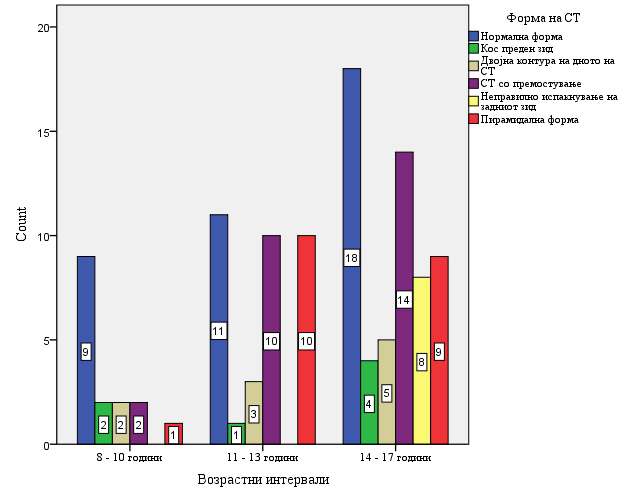 Форма на СТ
Нормална форма
Кос преден зид
Двојна контура на дното на
СТ
СТ со премостување
Неправилно испакнување на
задниот зид
Пирамидална форма
Count
20
15
10
5
0
9
2
2
2
1
11
1
3
10
10
18
4
5
14
8
9
8 - 10 години
11 - 13 години
14 - 17 години
Возрастни интервали